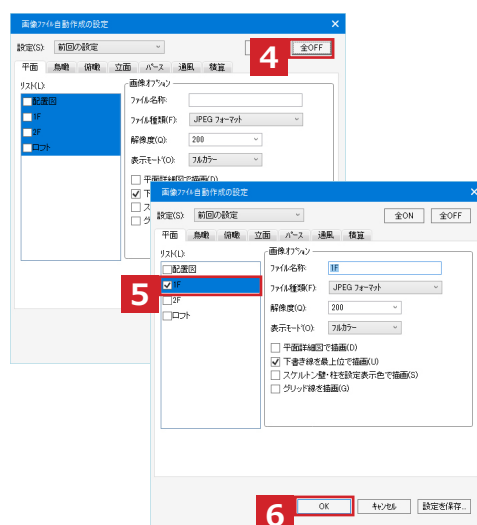 画像ファイル自動作成の設定
設定(S): 前回の設定
4
全OFF
平面 鳥瞰 俯瞰 立面 パース 通風 積算
リスト(L):
配置図
1F
2F
ロフト
画像オプション
ファイル名称:
ファイル種類(F): JPEG フォーマット
解像度(Q): 200
表示モード(O): フルカラー
平面詳細図で描画(D)
下
ス
グ
画像ファイル自動作成の設定
設定(S): 前回の設定
全ON 全OFF
平面 鳥瞰 俯瞰 立面 パース 通風 積算
リスト(L):
配置図
5
1F
2F
ロフト
画像オプション
ファイル名称: 1F
ファイル種類(F): JPEG フォーマット
解像度(Q): 200
表示モード(O): フルカラー
平面詳細図で描画(D)
下書き線を最上位で描画(U)
スケルトン壁・柱を設定表示色で描画(S)
グリッド線を描画(G)
6
OK キャンセル 設定を保存...